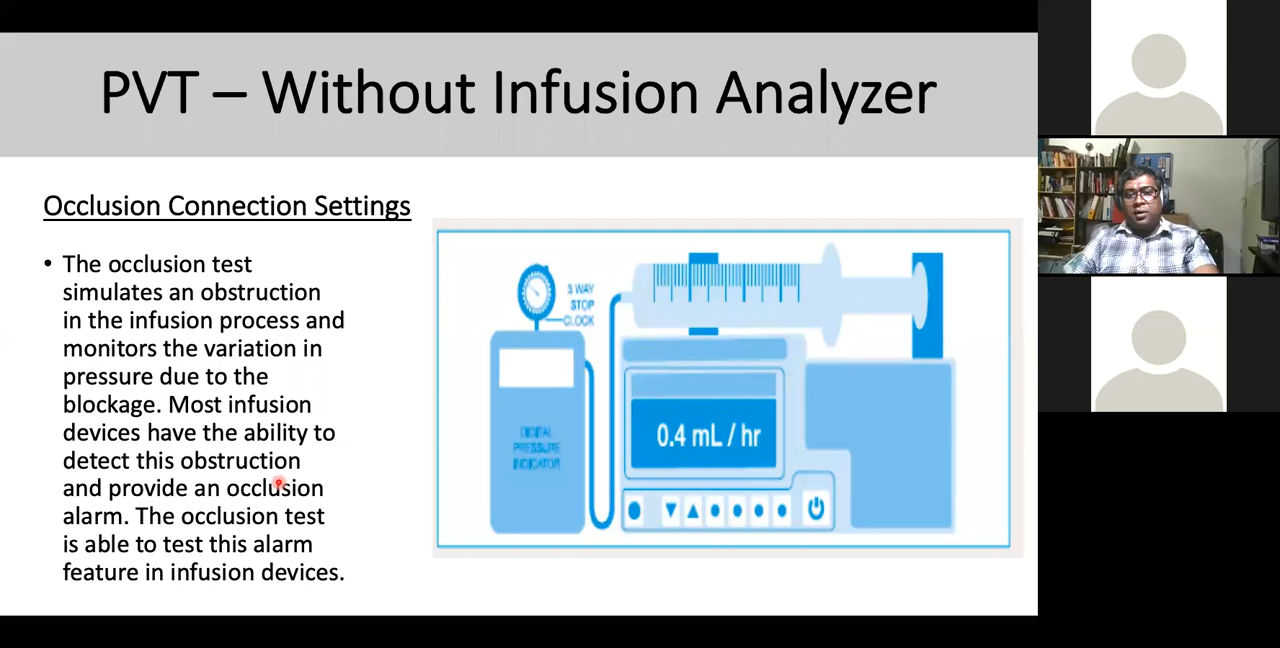 PVT – Without Infusion Analyzer
Occlusion Connection Settings
• The occlusion test
simulates an obstruction
in the infusion process and
monitors the variation in
pressure due to the
blockage. Most infusion
devices have the ability to
detect this obstruction
and provide an occlusion
alarm. The occlusion test
is able to test this alarm
feature in infusion devices.
3 WAY
STOP
CLOCK
DIGITAL
PRESSURE
INDICATOR
0.4 mL / hr